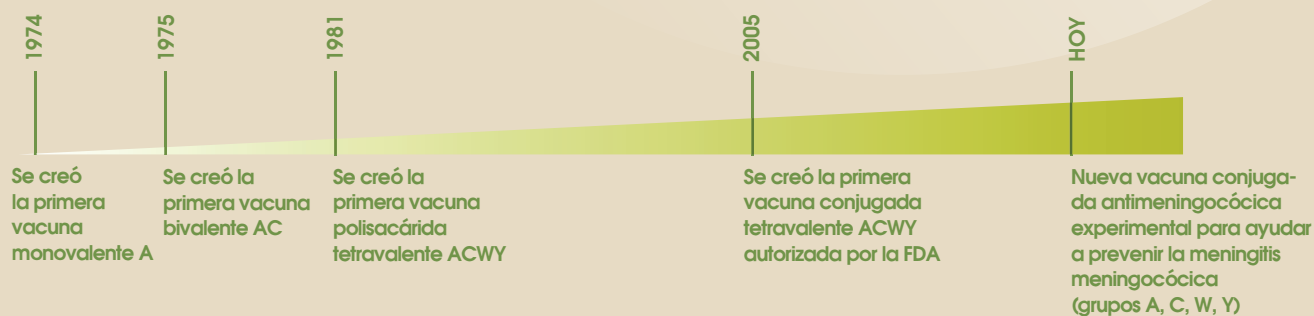 1974
Se creó
la primera
vacuna
monovalente A
1975
Se creó la
primera vacuna
bivalente AC
1981
Se creó la
primera vacuna
polisacárida
tetravalente ACWY
2005
Se creó la primera
vacuna conjugada
tetravalente ACWY
autorizada por la FDA
HOY
Nueva vacuna conjuga-
da antimeningocócica
experimental para ayudar
a prevenir la meningitis
meningocócica
(grupos A, C, W, Y)